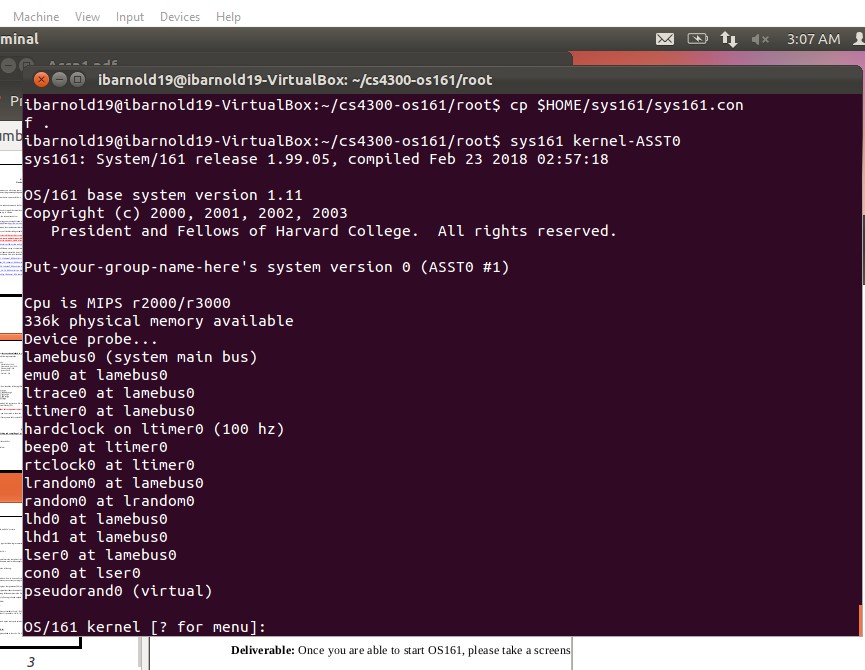 Machine View Input Devices Help
minal 3:07 AM
ibarnold19@ibarnold19-VirtualBox: ~/cs4300-os161/root
ibarnold19@ibarnold19-VirtualBox:~/cs4300-os161/root$ cp $HOME/sys161/sys161.con
f .
ibarnold19@ibarnold19-VirtualBox:~/cs4300-os161/root$ sys161 kernel-ASST0
sys161: System/161 release 1.99.05, compiled Feb 23 2018 02:57:18
OS/161 base system version 1.11
Copyright (c) 2000, 2001, 2002, 2003
President and Fellows of Harvard College. All rights reserved.
Put-your-group-name-here's system version 0 (ASST0 #1)
Cpu is MIPS r2000/r3000
336k physical memory available
Device probe...
lamebus0 (system main bus)
emu0 at lamebus0
ltrace0 at lamebus0
ltimer0 at lamebus0
hardclock on ltimer0 (100 hz)
beep0 at ltimer0
rtclock0 at ltimer0
lrandom0 at lamebus0
random0 at lrandom0
lhd0 at lamebus0
lhd1 at lamebus0
lser0 at lamebus0
con0 at lser0
pseudorand0 (virtual)
OS/161 kernel [? for menu]:
Deliverable: Once you are able to start OS161, please take a screens
3